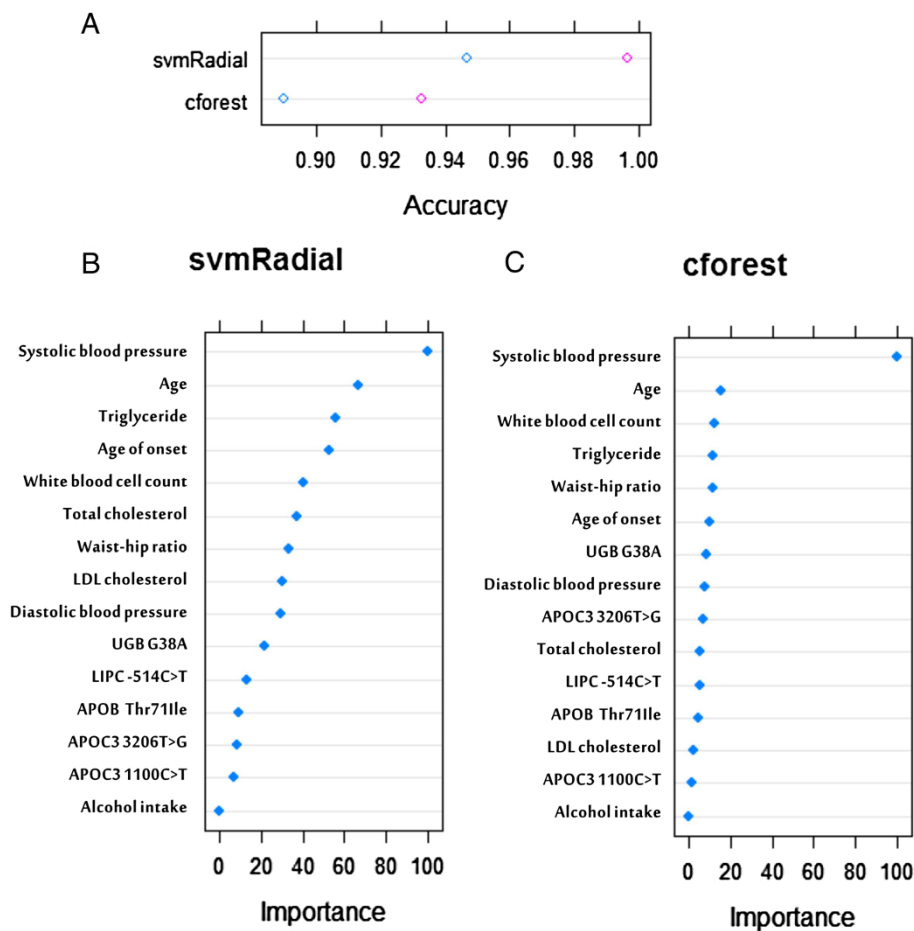 A
svmRadial
cforest
0.90 0.92 0.94 0.96 0.98 1.00
Accuracy
B svmRadial
Systolic blood pressure
Age
Triglyceride
Age of onset
White blood cell count
Total cholesterol
Waist-hip ratio
LDL cholesterol
Diastolic blood pressure
UGB G38A
LIPC -514C>T
APOB Thr71Ile
APOC3 3206T>G
APOC3 1100C>T
Alcohol intake
0 20 40 60 80 100
Importance
C cforest
Systolic blood pressure
Age
White blood cell count
Triglyceride
Waist-hip ratio
Age of onset
UGB G38A
Diastolic blood pressure
APOC3 3206T>G
Total cholesterol
LIPC -514C>T
APOB Thr71Ile
LDL cholesterol
APOC3 1100C>T
Alcohol intake
0 20 40 60 80 100
Importance